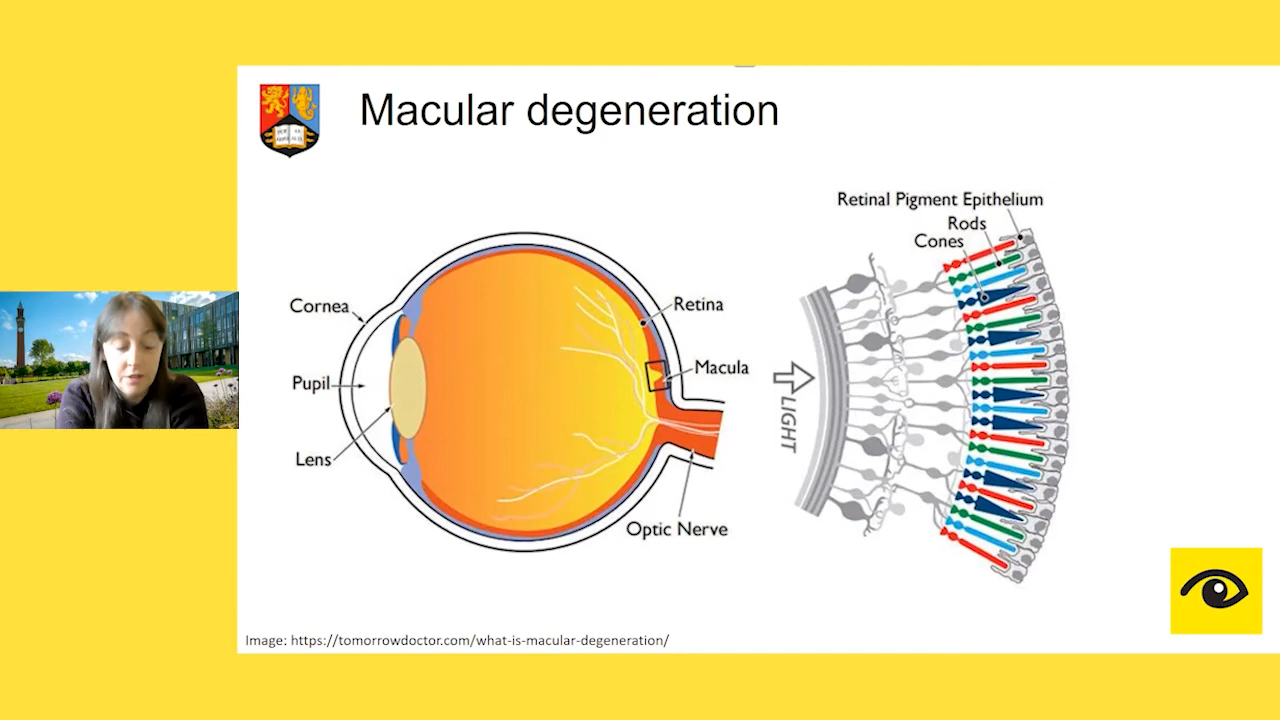 Macular degeneration
Retinal Pigment Epithelium
Rods
Cones
Cornea
Retina
Macula
Pupil
LIGHT
Lens
Optic Nerve
Image: https://tomorrowdoctor.com/what-is-macular-degeneration/